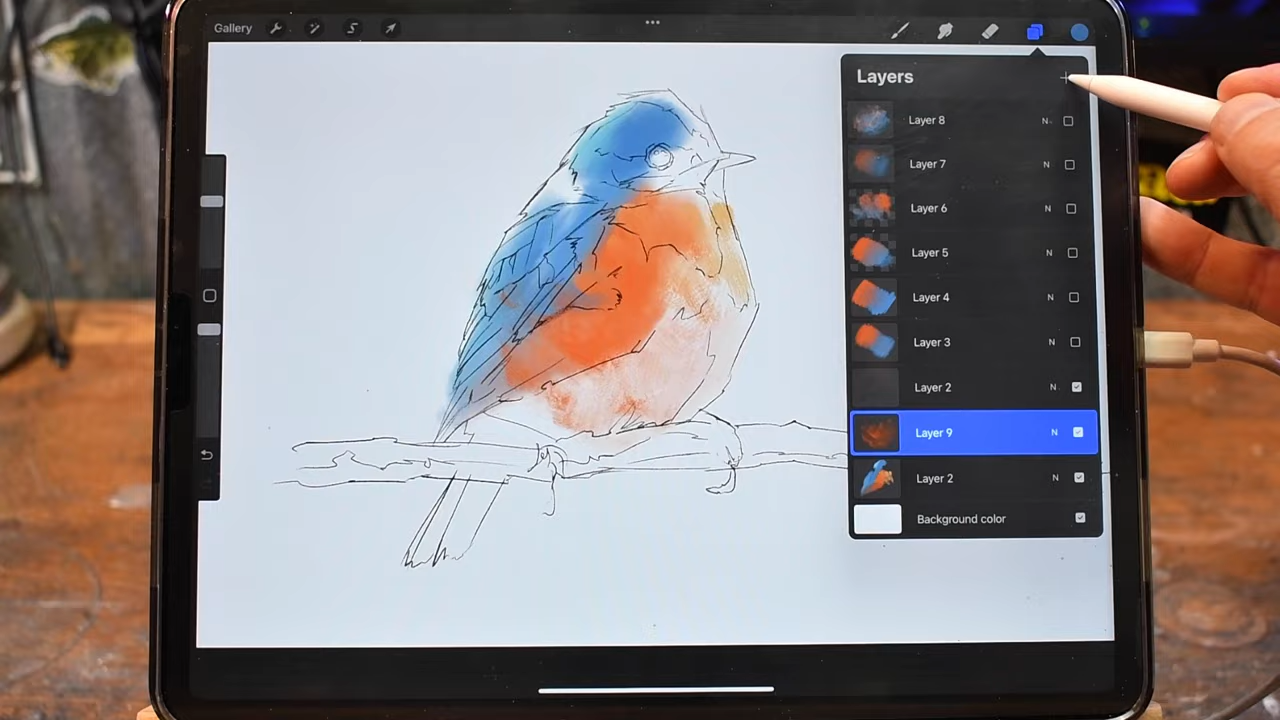 Gallery
Layers
Layer 8 N
Layer 7 N
Layer 6 N
Layer 5 N
Layer 4 N
Layer 3 N
Layer 2 N
Layer 9 N
Layer 2 N
Background color